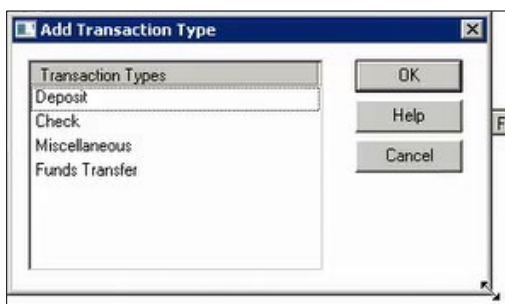 Add Transaction Type
Transaction Types
Deposit
Check
Miscellaneous
Funds Transfer
OK
Help
Cancel
F